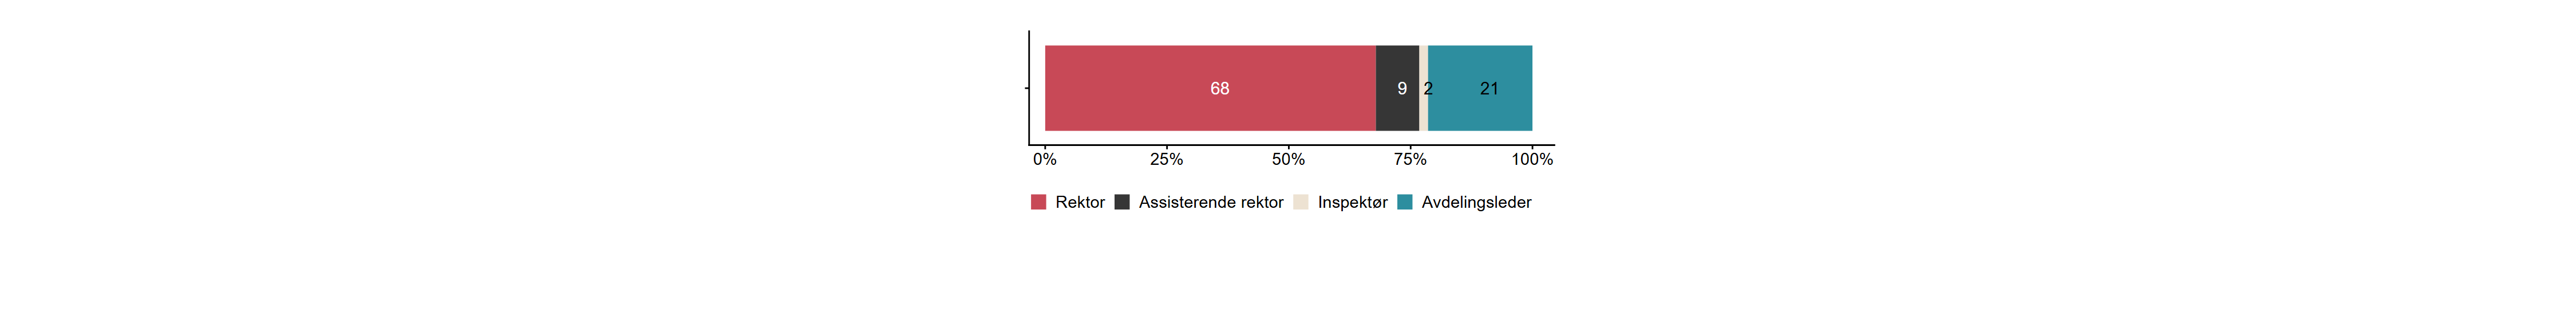 68 9 2 21
0% 25% 50% 75% 100%
Rektor Assisterende rektor Inspektør Avdelingsleder